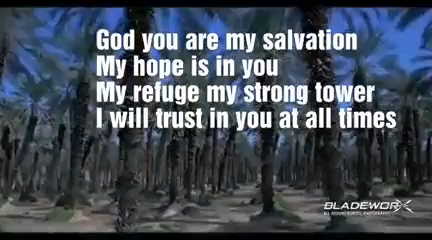 God you are my salvation
My hope is in you
My refuge my strong tower
I will trust in you at all times
BLADEWORX